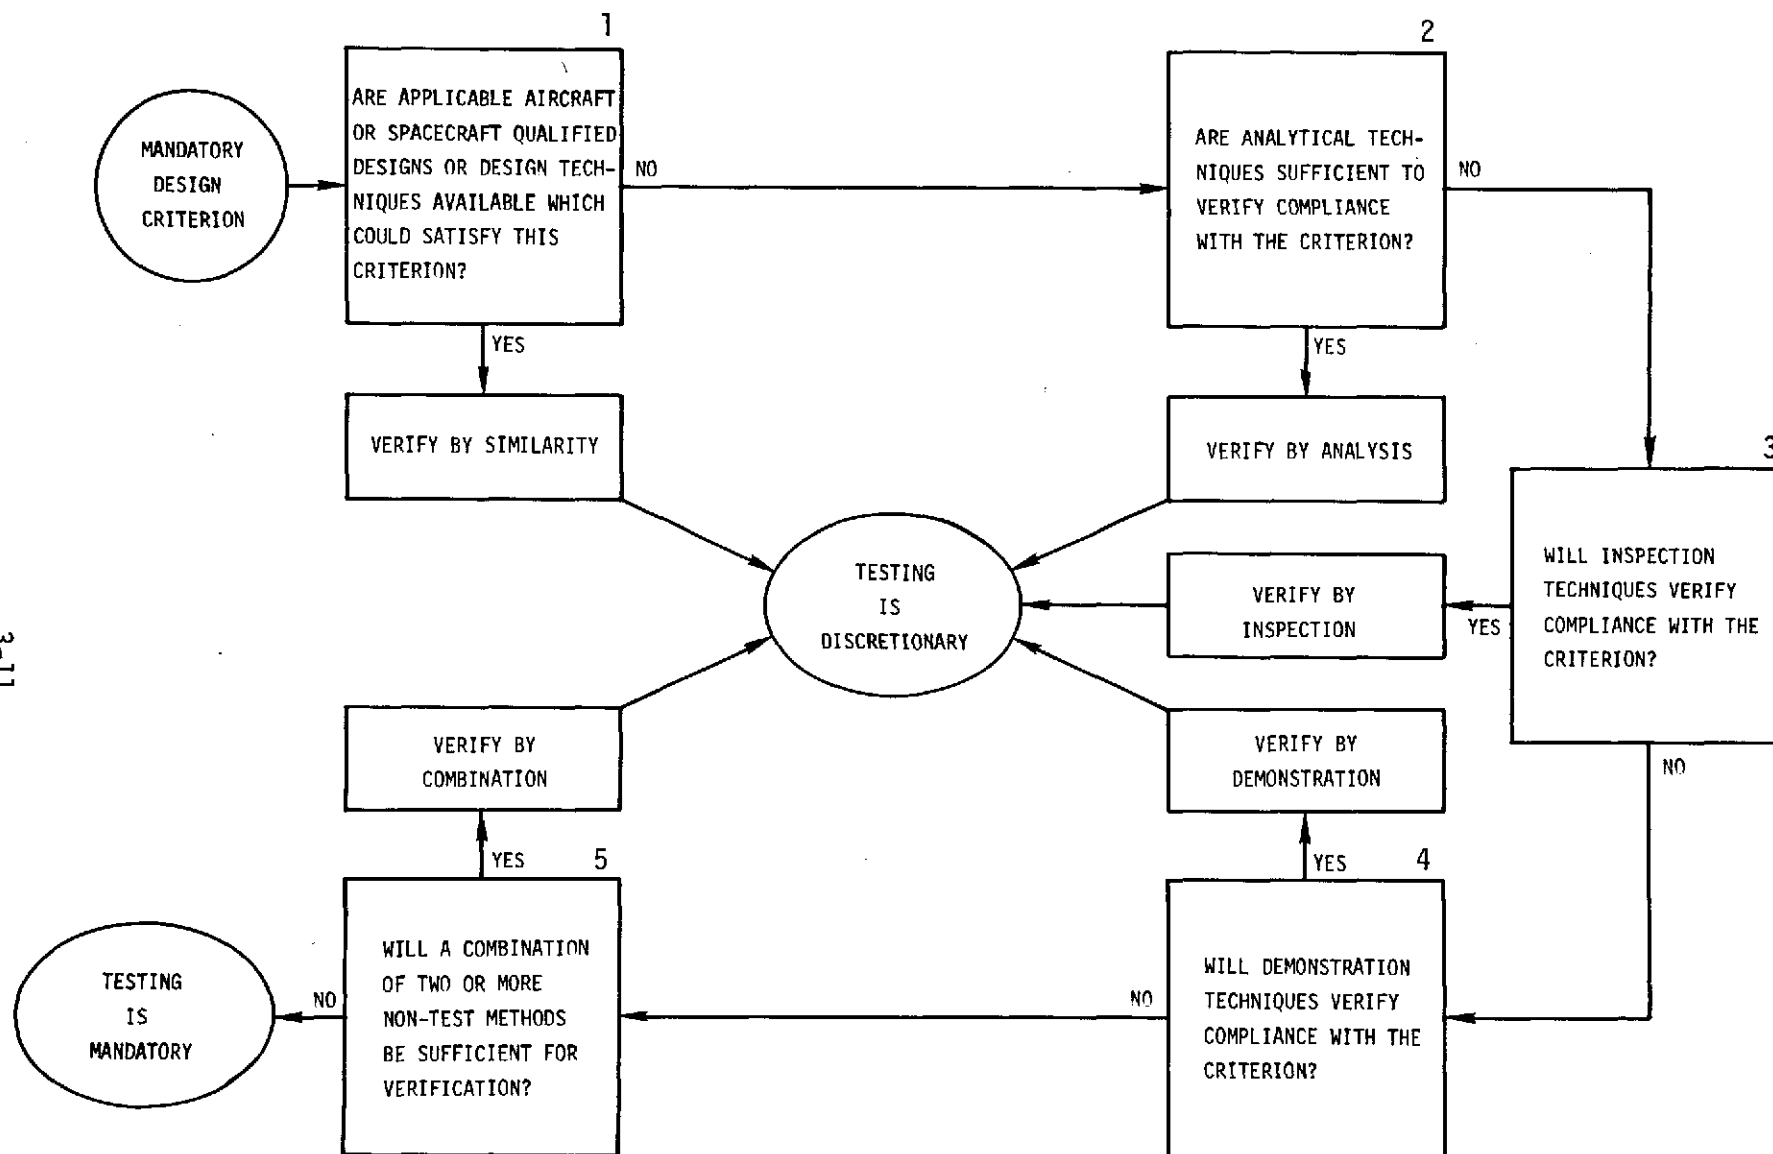 1
2
MANDATORY
DESIGN
CRITERION
ARE APPLICABLE AIRCRAFT
OR SPACECRAFT QUALIFIED
DESIGNS OR DESIGN TECH-
NIQUES AVAILABLE WHICH
COULD SATISFY THIS
CRITERION?
NO
ARE ANALYTICAL TECH-
NIQUES SUFFICIENT TO
VERIFY COMPLIANCE
WITH THE CRITERION?
NO
YES
YES
VERIFY BY SIMILARITY
VERIFY BY ANALYSIS
3
WILL INSPECTION
TECHNIQUES VERIFY
COMPLIANCE WITH THE
CRITERION?
YES
NO
VERIFY BY
INSPECTION
TESTING
IS
DISCRETIONARY
3-11
VERIFY BY
COMBINATION
VERIFY BY
DEMONSTRATION
YES
5
YES
4
WILL DEMONSTRATION
TECHNIQUES VERIFY
COMPLIANCE WITH THE
CRITERION?
NO
WILL A COMBINATION
OF TWO OR MORE
NON-TEST METHODS
BE SUFFICIENT FOR
VERIFICATION?
NO
TESTING
IS
MANDATORY